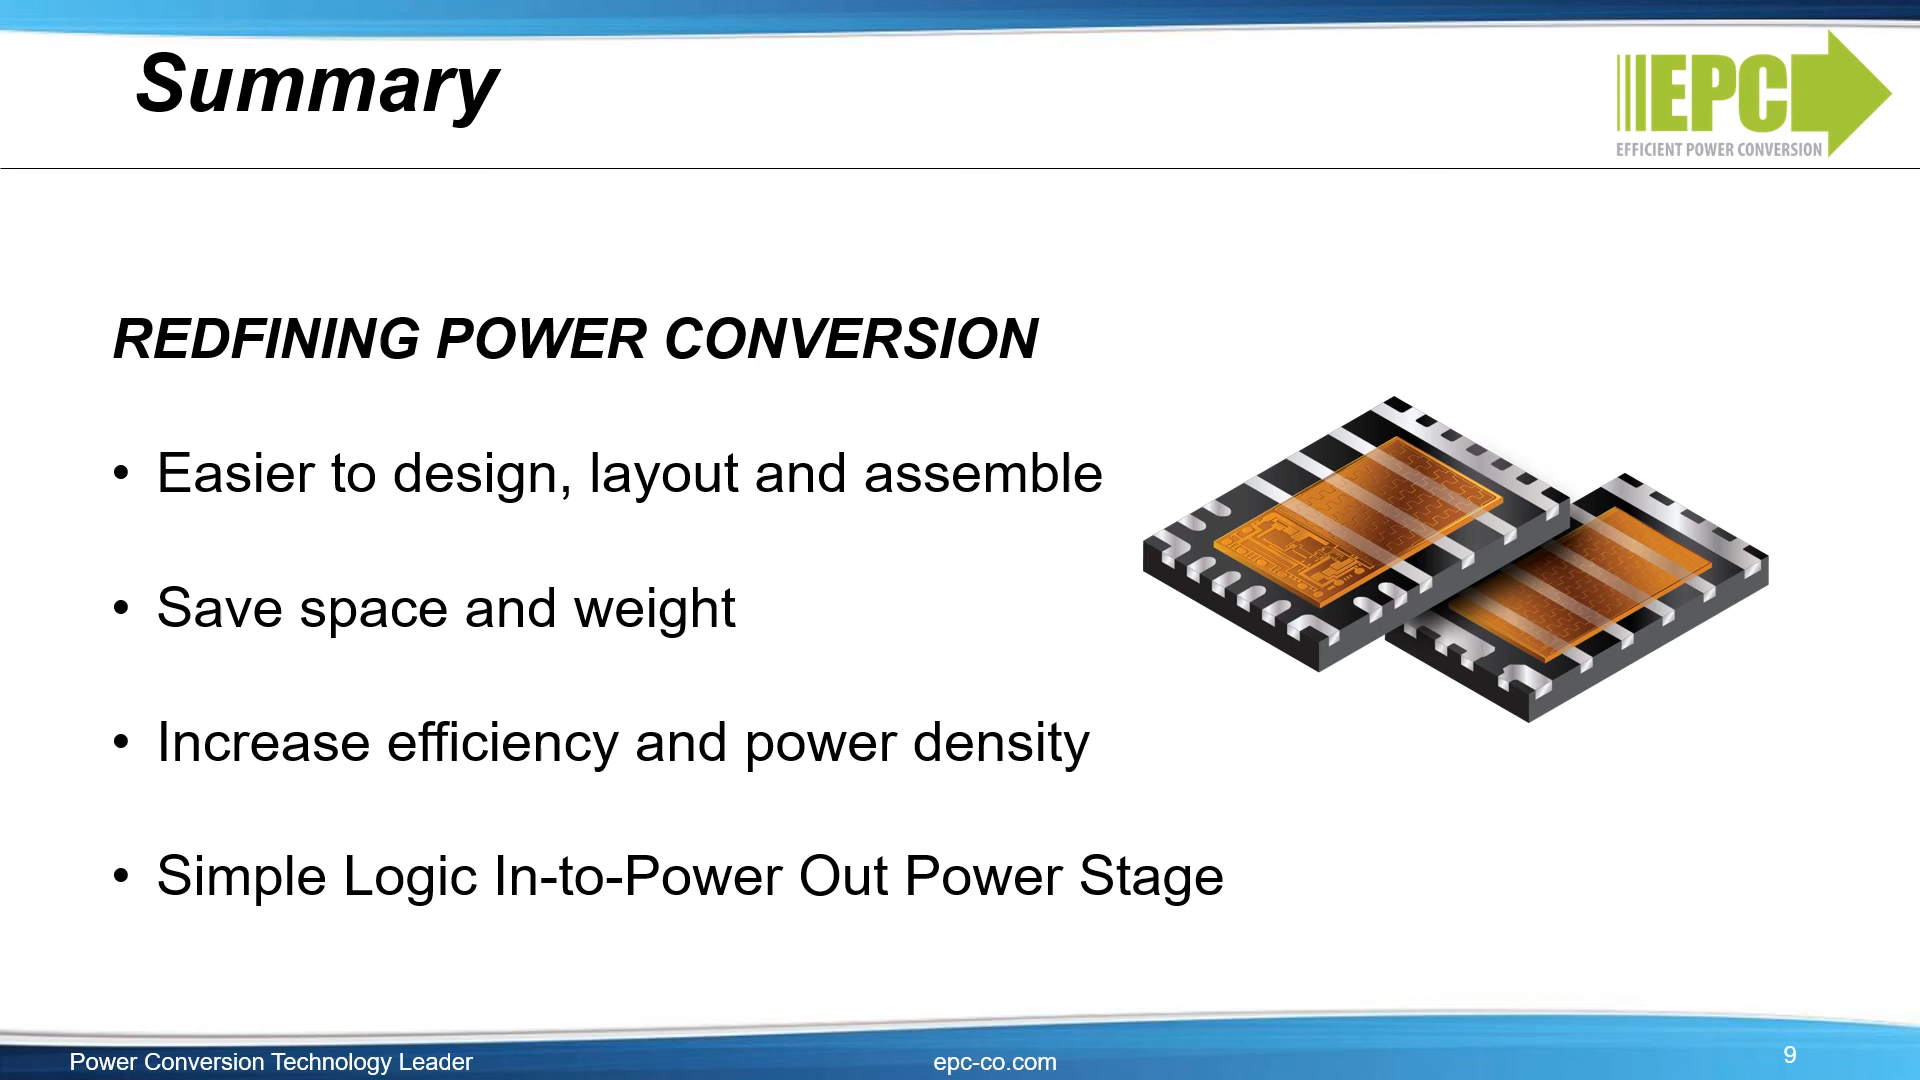 Summary
EPC
EFFICIENT POWER CONVERSION
REDFINING POWER CONVERSION
• Easier to design, layout and assemble
• Save space and weight
• Increase efficiency and power density
• Simple Logic In-to-Power Out Power Stage
Power Conversion Technology Leader
epc-co.com
9